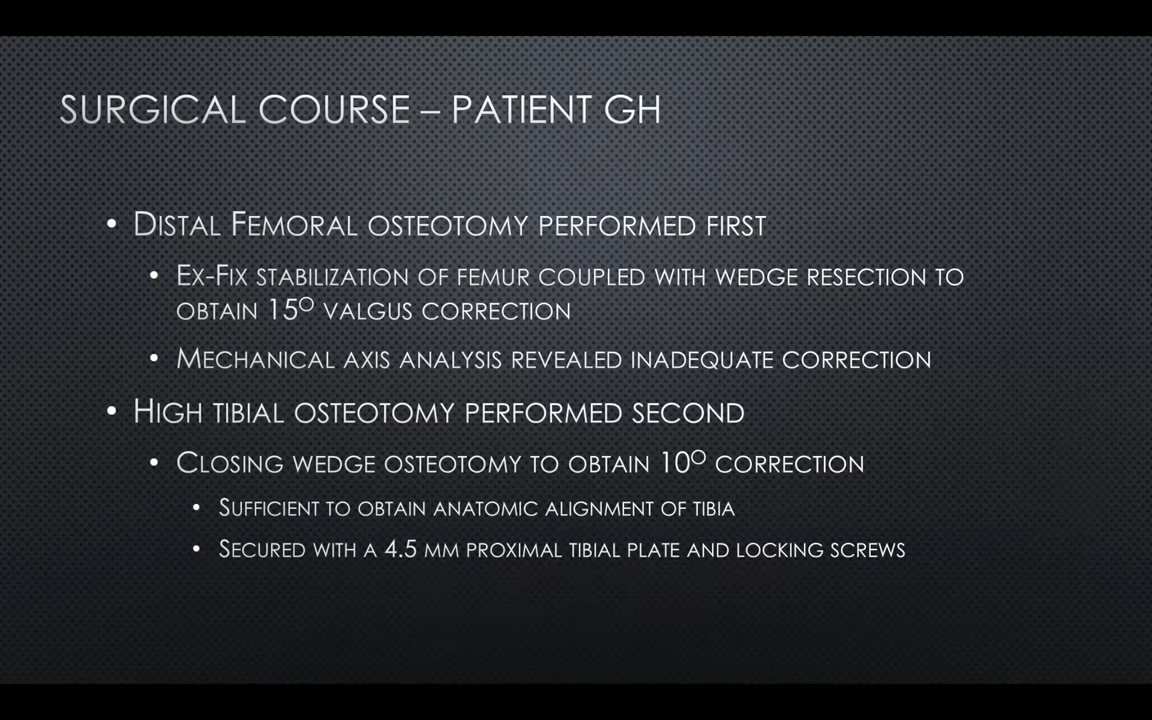 SURGICAL COURSE – PATIENT GH
• DISTAL FEMORAL OSTEOTOMY PERFORMED FIRST
• EX-FIX STABILIZATION OF FEMUR COUPLED WITH WEDGE RESECTION TO
OBTAIN 15° VALGUS CORRECTION
• MECHANICAL AXIS ANALYSIS REVEALED INADEQUATE CORRECTION
• HIGH TIBIAL OSTEOTOMY PERFORMED SECOND
• CLOSING WEDGE OSTEOTOMY TO OBTAIN 10° CORRECTION
• SUFFICIENT TO OBTAIN ANATOMIC ALIGNMENT OF TIBIA
• SECURED WITH A 4.5 MM PROXIMAL TIBIAL PLATE AND LOCKING SCREWS